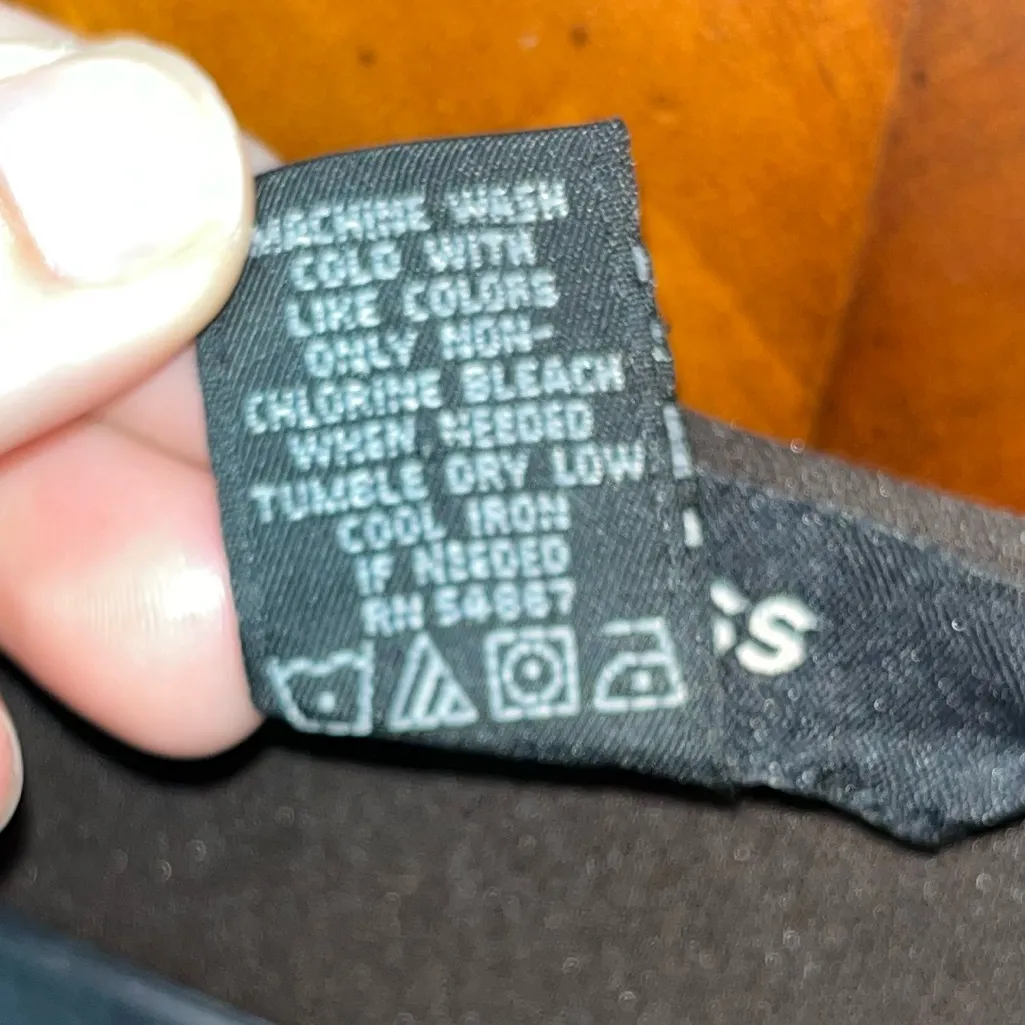 MACHINE WASH
COLD WITH
LIKE COLORS
ONLY NON-
CHLORINE BLEACH
WHEN NEEDED
TUMBLE DRY LOW
COOL IRON
IF NEEDED
RN 54867